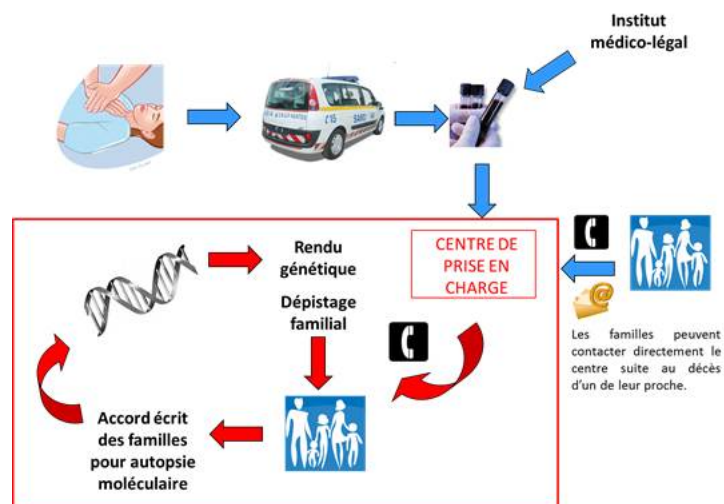 Institut
médico-légal
Rendu
génétique
Dépistage
familial
CENTRE DE
PRISE EN
CHARGE
Les familles peuvent
contacter directement le
centre suite au décès
d'un de leur proche.
Accord écrit
des familles
pour autopsie
moléculaire